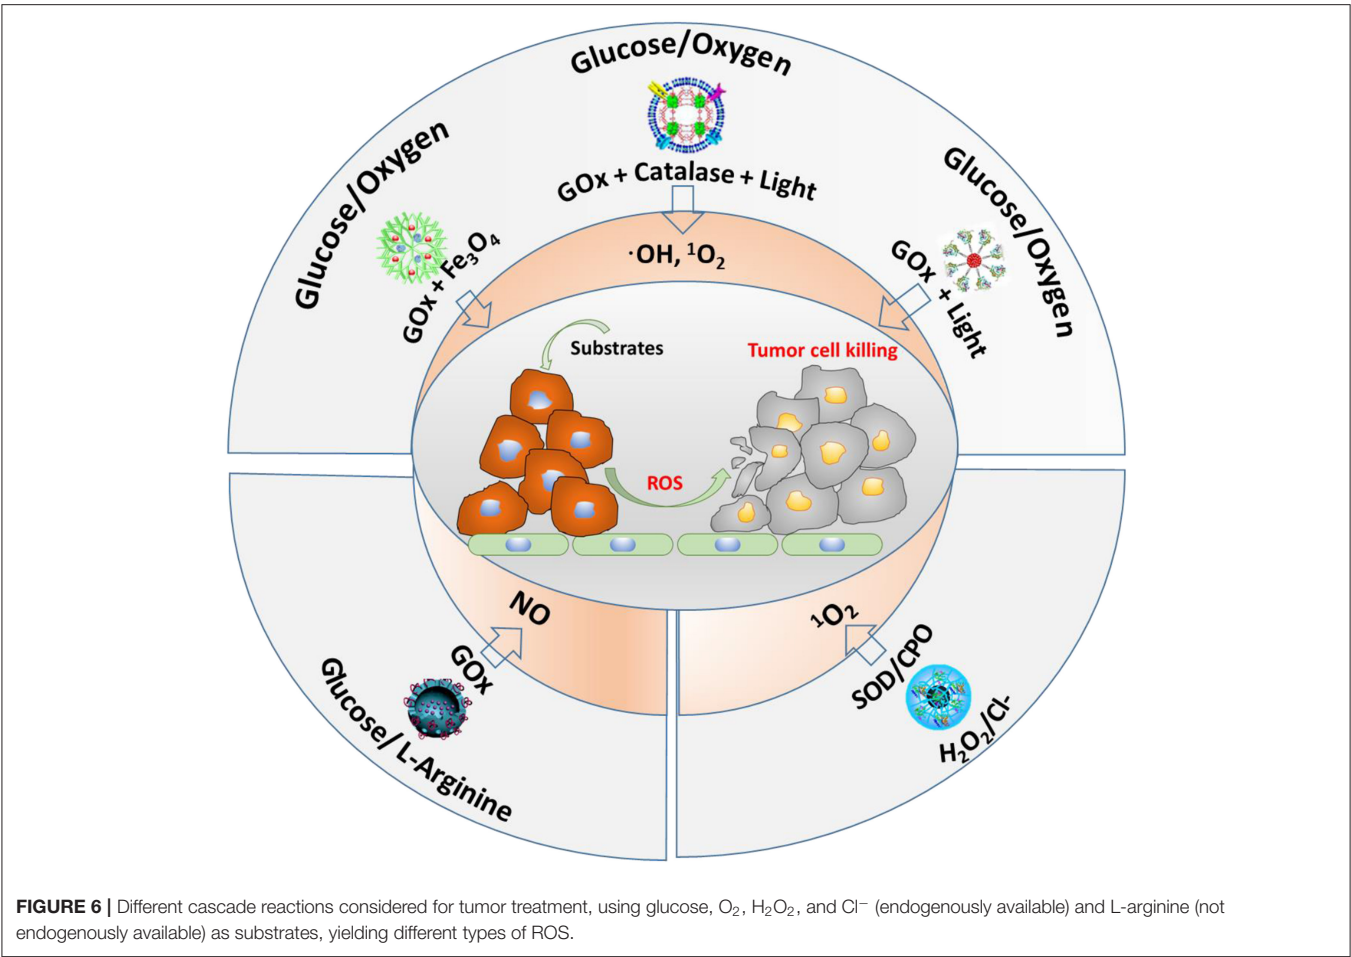 Glucose/Oxygen
GOx + Catalase + Light
Glucose/Oxygen
GOx + Fe₃O₄
Glucose/Oxygen
GOx + Light
·OH, ¹O₂
Substrates
Tumor cell killing
ROS
NO
GOx
Glucose/ L-Arginine
¹O₂
SOD/CPO
H₂O₂/Cl-
FIGURE 6 | Different cascade reactions considered for tumor treatment, using glucose, O₂, H₂O₂, and Cl⁻ (endogenously available) and L-arginine (not
endogenously available) as substrates, yielding different types of ROS.